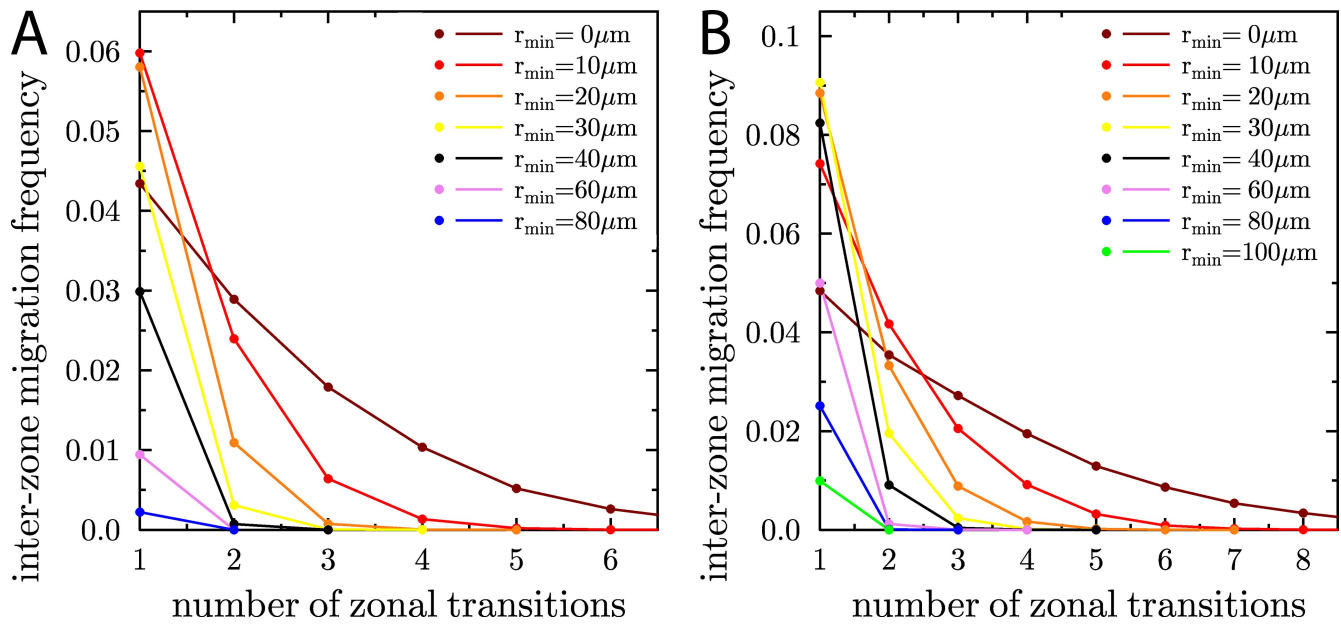 A
inter-zone migration frequency
0.06
0.05
0.04
0.03
0.02
0.01
0.0
1 2 3 4 5 6
number of zonal transitions
rmin= 0μm
rmin=10μm
rmin=20μm
rmin=30μm
rmin=40μm
rmin=60μm
rmin=80μm
B
inter-zone migration frequency
0.1
0.08
0.06
0.04
0.02
0.0
1 2 3 4 5 6 7 8
number of zonal transitions
rmin= 0μm
rmin= 10μm
rmin= 20μm
rmin= 30μm
rmin= 40μm
rmin= 60μm
rmin= 80μm
rmin=100μm